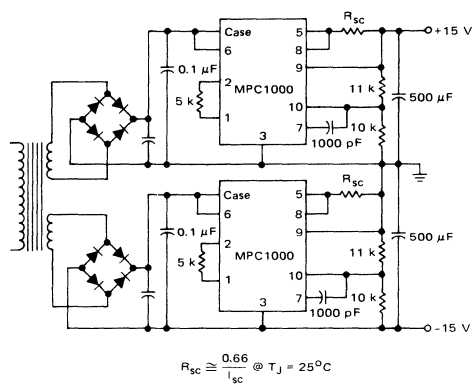 Case
6
5
8
9
10
7
3
2
1
MPC1000
0.1 µF
5 k
R_SC
11 k
10 k
1000 pF
500 µF
+15 V
Case
6
5
8
9
10
7
3
2
1
MPC1000
0.1 µF
5 k
R_SC
11 k
10 k
1000 pF
500 µF
-15 V
R_SC ≅ 0.66 / I_SC @ T_J = 25°C